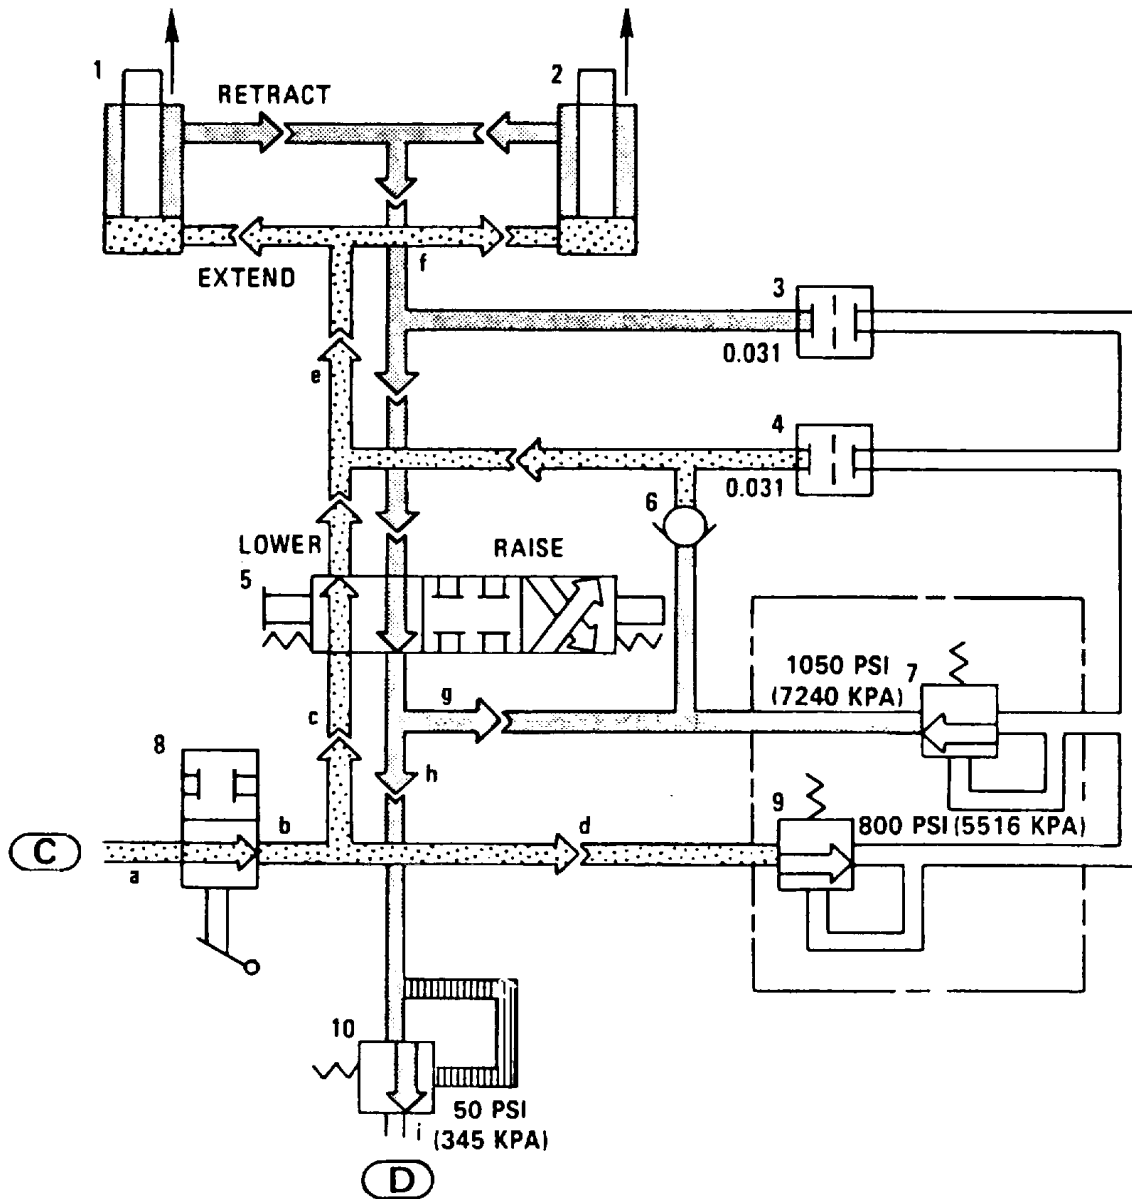 1
2
RETRACT
EXTEND
f
3
0.031
e
4
0.031
6
LOWER
RAISE
5
1050 PSI
(7240 KPA)
7
g
c
8
h
9
800 PSI (5516 KPA)
b
d
C
a
10
50 PSI
(345 KPA)
i
D